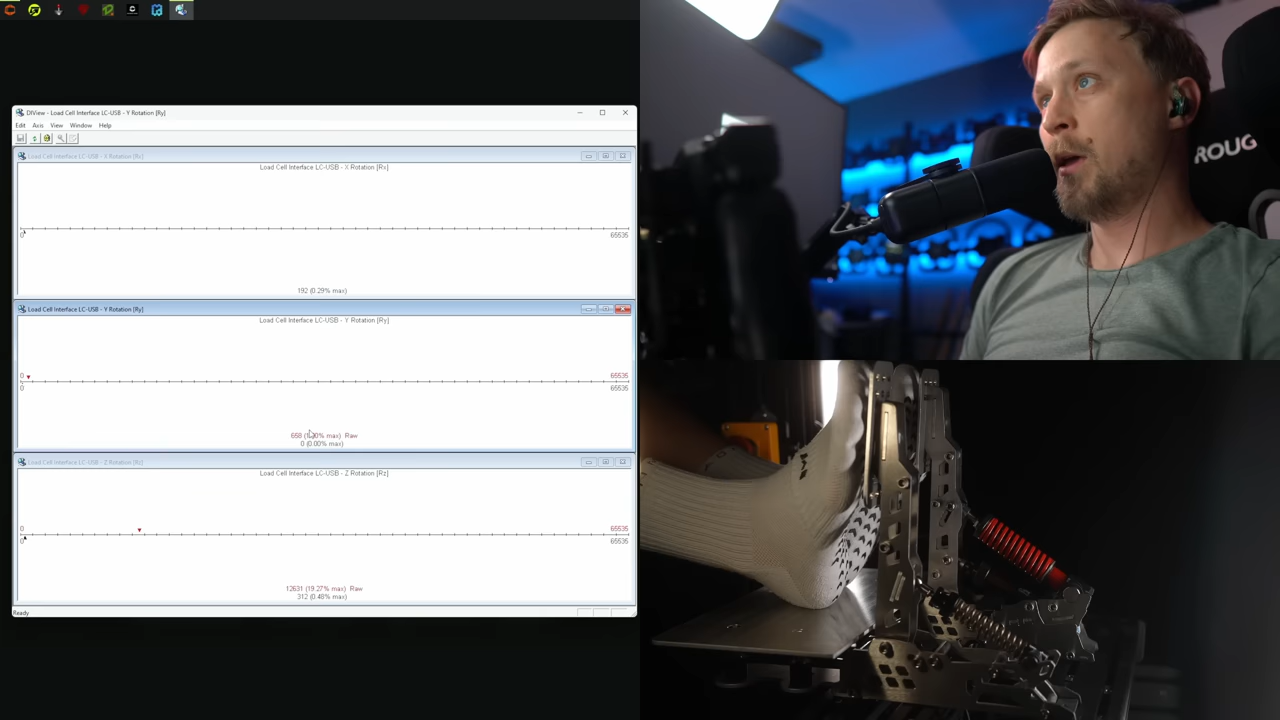 DIView - Load Cell Interface LC-USB - Y Rotation [Ry]
Edit Axis View Window Help
Load Cell Interface LC-USB - X Rotation [Rx]
Load Cell Interface LC-USB - X Rotation [Rx]
0
65535
192 (0.29% max)
Load Cell Interface LC-USB - Y Rotation [Ry]
Load Cell Interface LC-USB - Y Rotation [Ry]
0
65535
0
65535
658 (1.00% max) Raw
0 (0.00% max)
Load Cell Interface LC-USB - Z Rotation [Rz]
Load Cell Interface LC-USB - Z Rotation [Rz]
0
65535
0
65535
12631 (19.27% max) Raw
312 (0.48% max)
Ready
ROUG